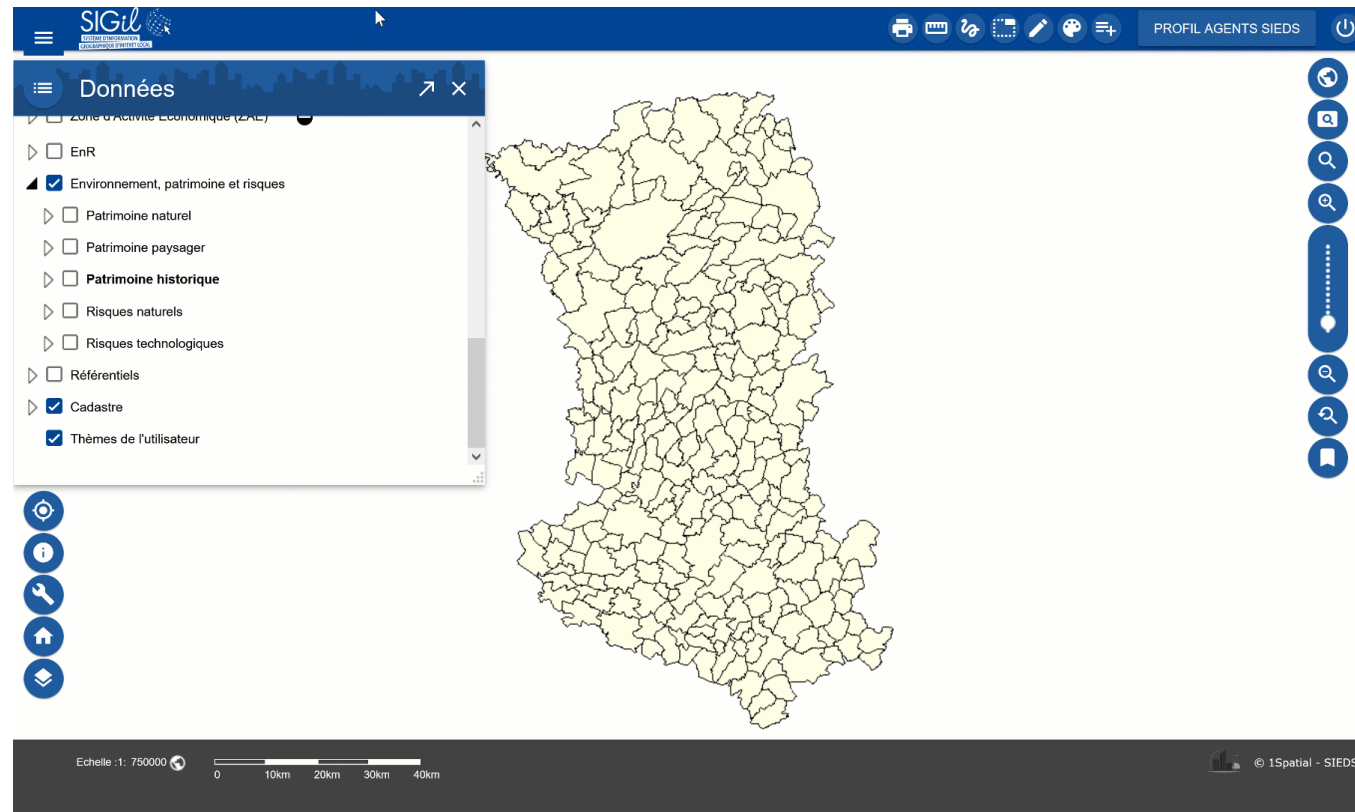 SIGil
SYSTÈME D'INFORMATION
GÉOGRAPHIQUE D'INTÉRÊT LOCAL
PROFIL AGENTS SIEDS
Données
Zone d'Activité Economique (ZAE)
EnR
Environnement, patrimoine et risques
Patrimoine naturel
Patrimoine paysager
Patrimoine historique
Risques naturels
Risques technologiques
Référentiels
Cadastre
Thèmes de l'utilisateur
Echelle :1: 750000
0 10km 20km 30km 40km
© 1Spatial - SIEDS